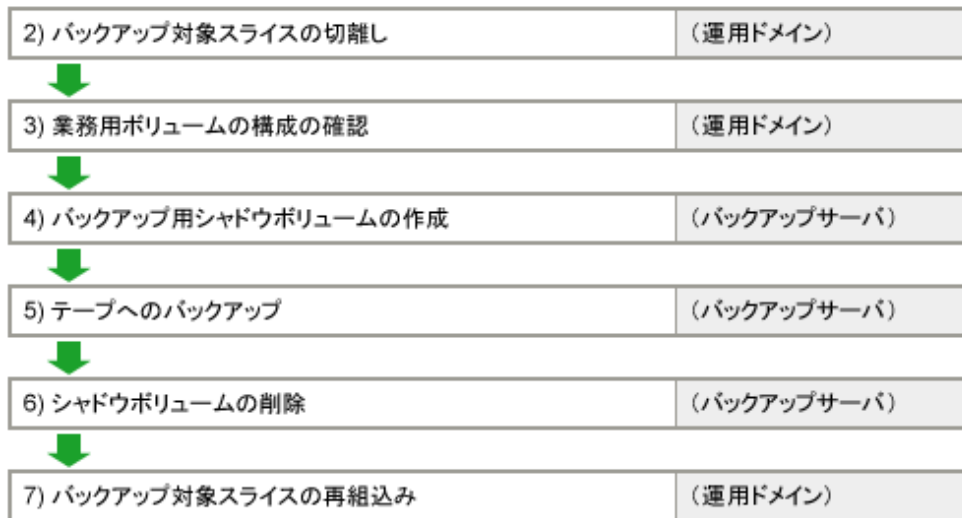 2) バックアップ対象スライスの切離し （運用ドメイン）
3) 業務用ボリュームの構成の確認 （運用ドメイン）
4) バックアップ用シャドウボリュームの作成 （バックアップサーバ）
5) テープへのバックアップ （バックアップサーバ）
6) シャドウボリュームの削除 （バックアップサーバ）
7) バックアップ対象スライスの再組込み （運用ドメイン）